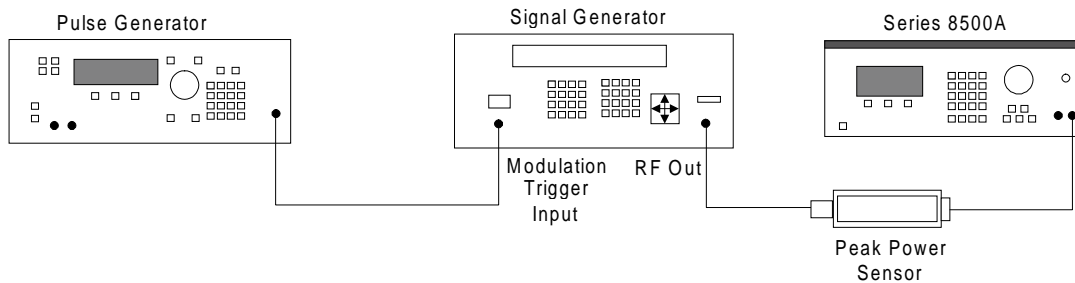 Pulse Generator
Signal Generator
Series 8500A
Modulation
Trigger
Input
RF Out
Peak Power
Sensor